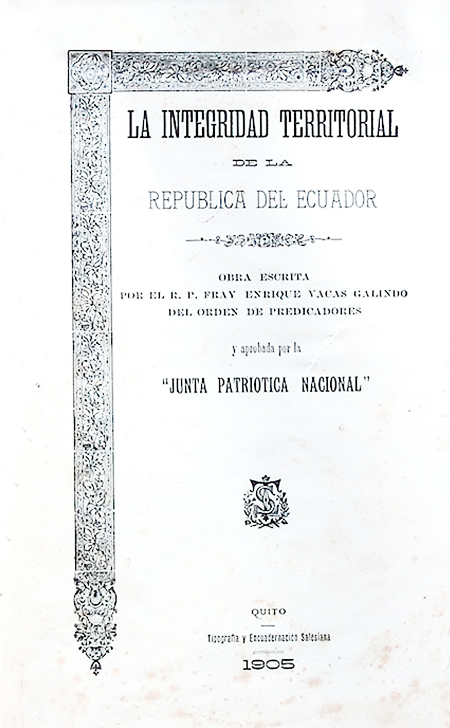 LA INTEGRIDAD TERRITORIAL
DE LA
REPUBLICA DEL ECUADOR
OBRA ESCRITA
POR EL R. P. FRAY ENRIQUE VACAS GALINDO
DEL ORDEN DE PREDICADORES
y aprobada por la
"JUNTA PATRIOTICA NACIONAL"
QUITO
Tipografía y Encuadernación Salesiana
1905